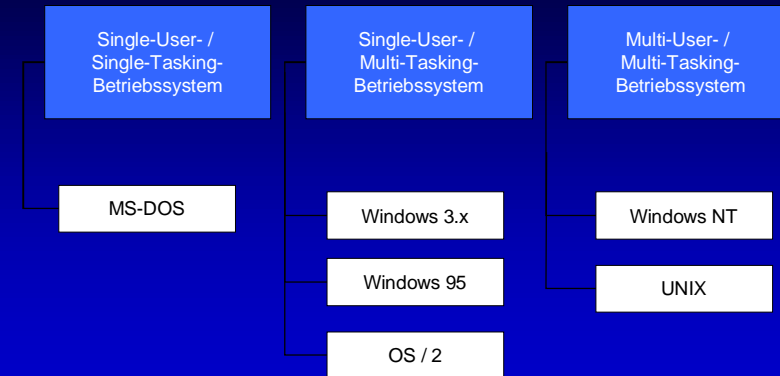 Single-User- /
Single-Tasking-
Betriebssystem
Single-User- /
Multi-Tasking-
Betriebssystem
Multi-User- /
Multi-Tasking-
Betriebssystem
MS-DOS
Windows 3.x
Windows 95
OS / 2
Windows NT
UNIX